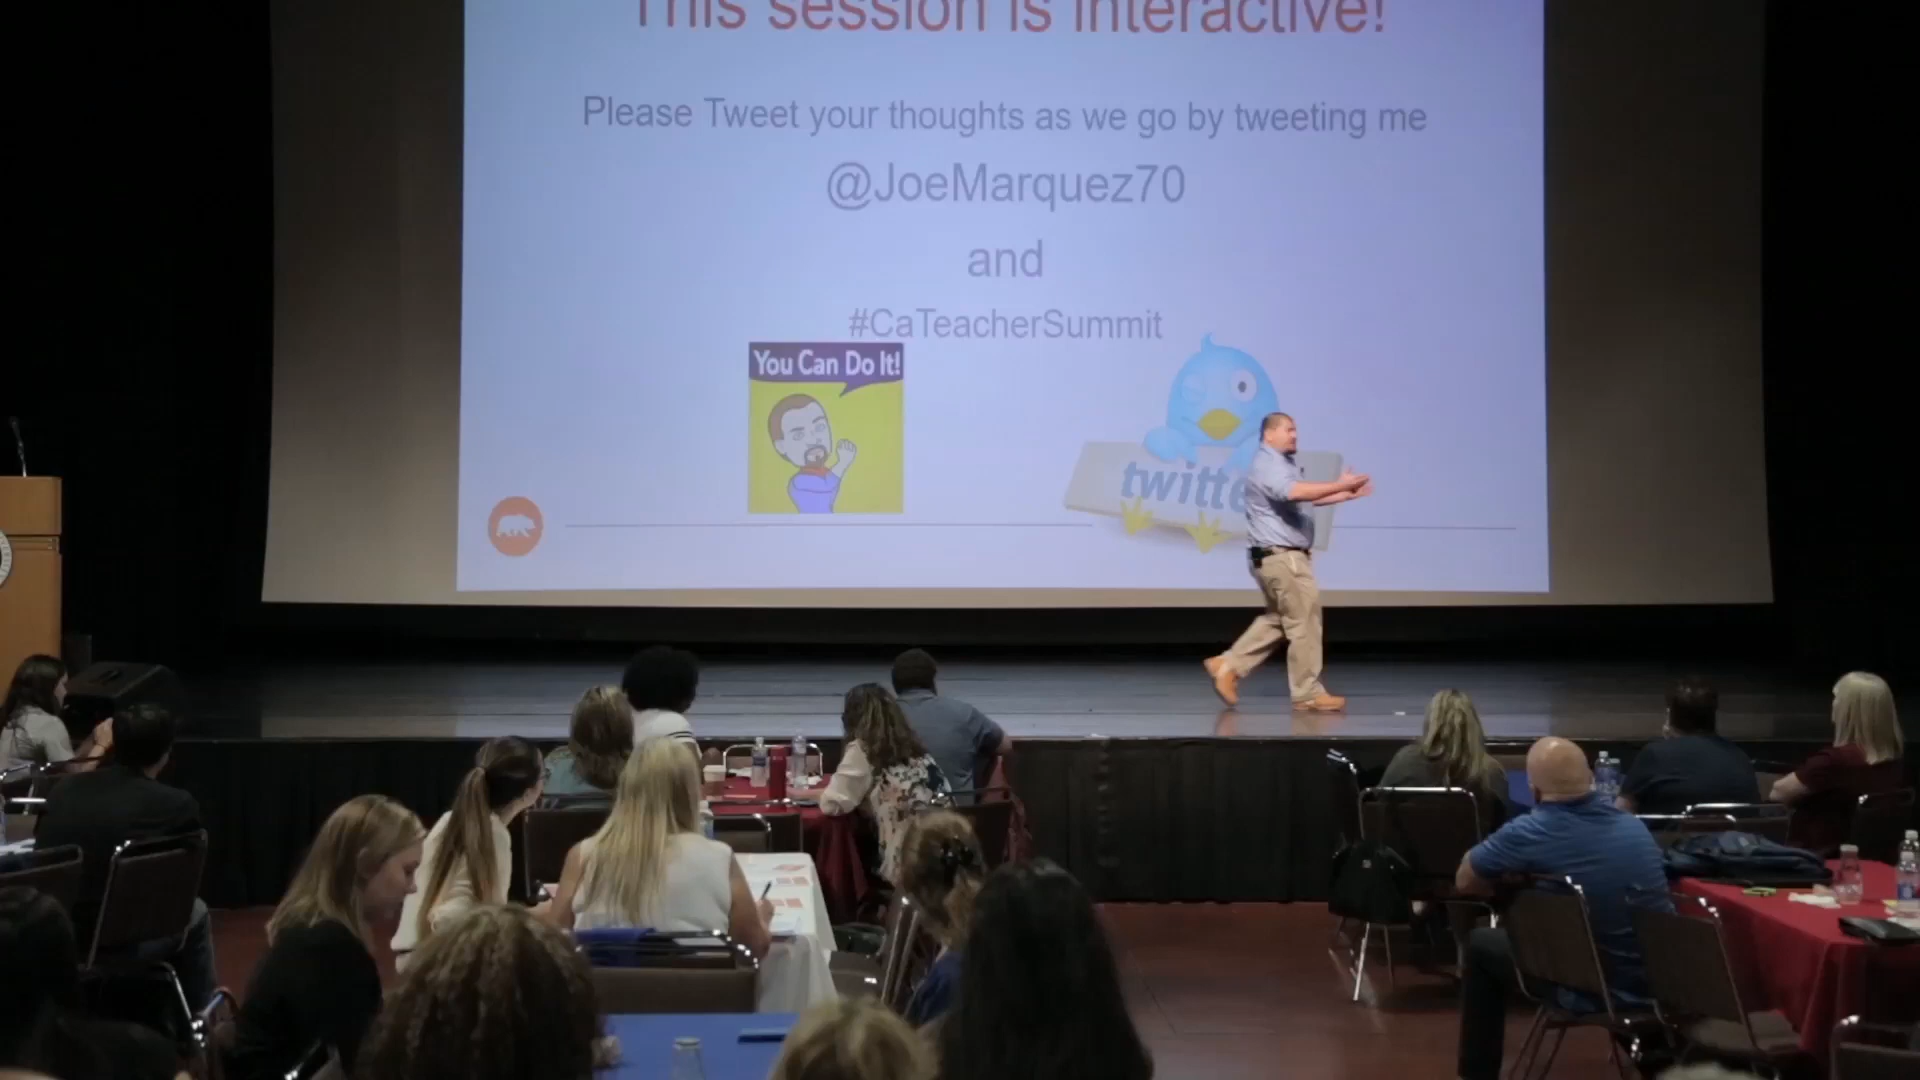 This session is interactive!
Please Tweet your thoughts as we go by tweeting me
@JoeMarquez70
and
#CaTeacherSummit
You Can Do It!
twitte